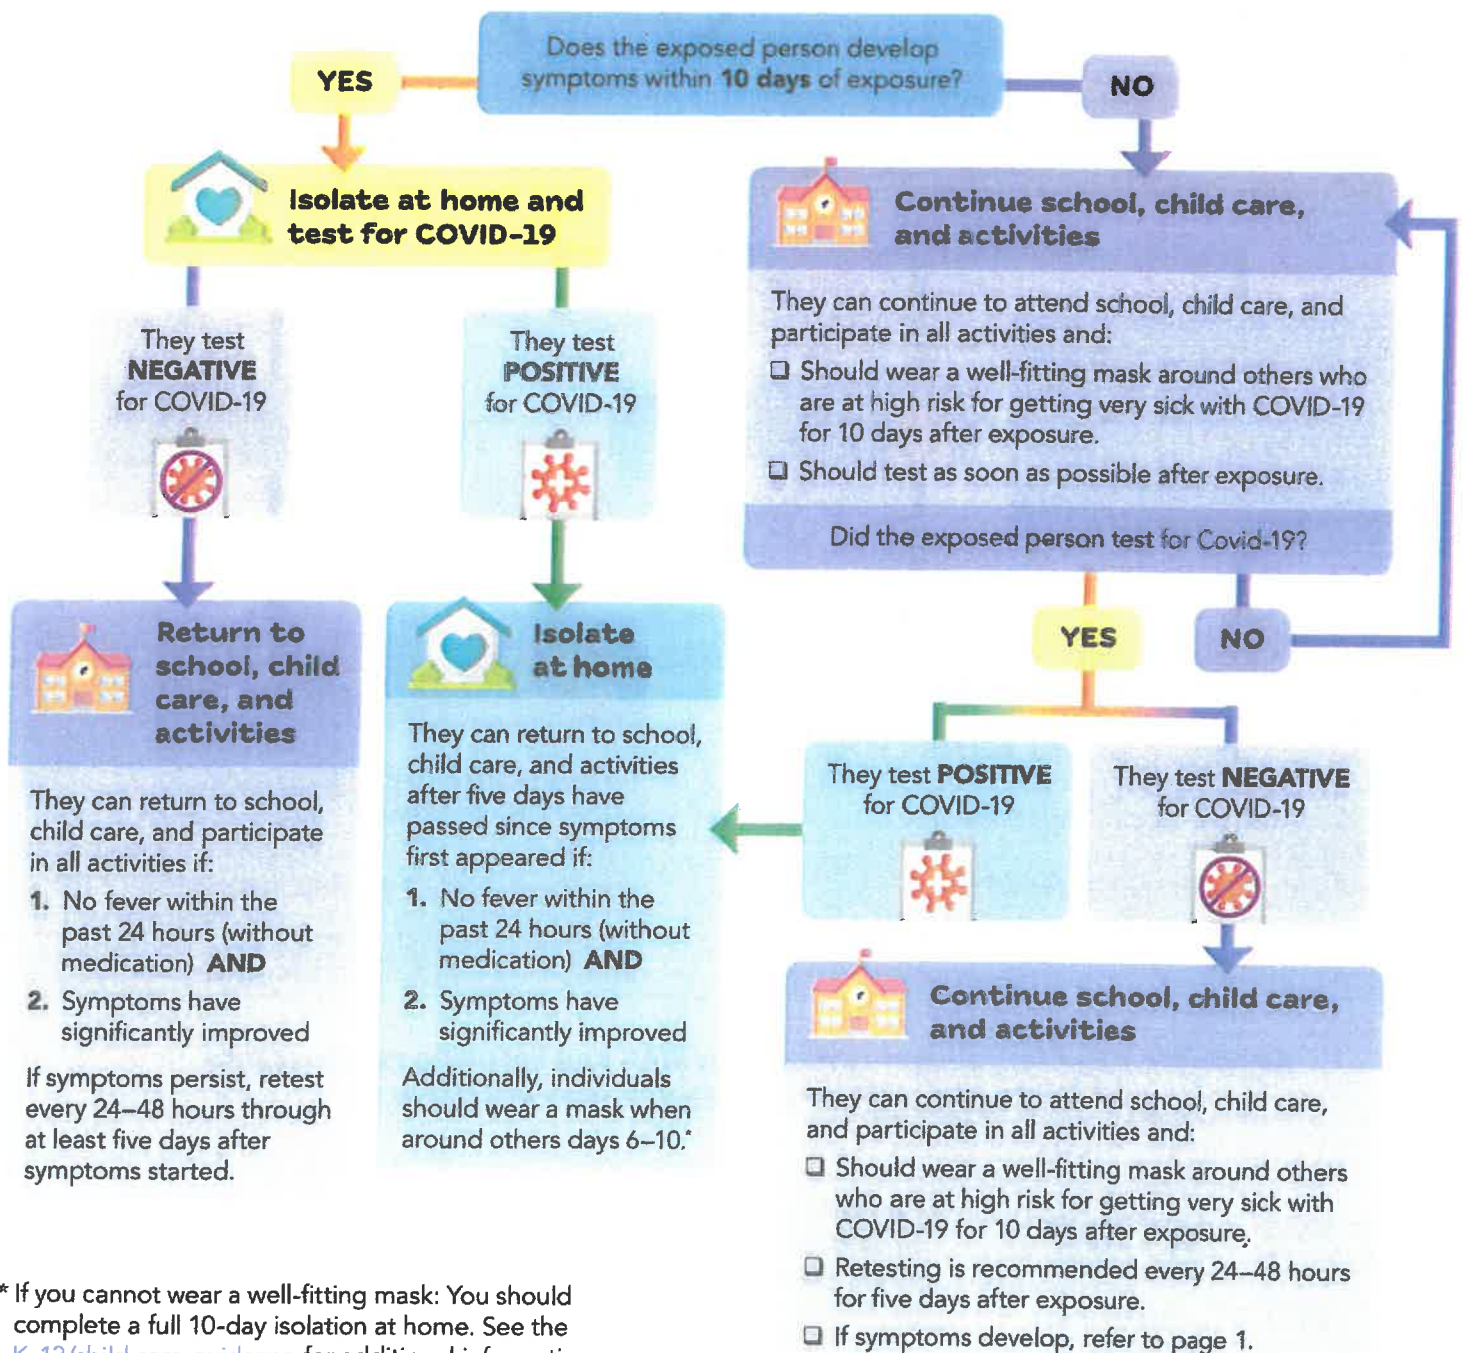 Does the exposed person develop
symptoms within 10 days of exposure?
YES
NO
Isolate at home and
test for COVID-19
They test
NEGATIVE
for COVID-19
They test
POSITIVE
for COVID-19
Continue school, child care,
and activities
They can continue to attend school, child care, and
participate in all activities and:
❑ Should wear a well-fitting mask around others who
are at high risk for getting very sick with COVID-19
for 10 days after exposure.
❑ Should test as soon as possible after exposure.
Did the exposed person test for Covid-19?
YES
NO
Return to
school, child
care, and
activities
They can return to school,
child care, and participate
in all activities if:
1. No fever within the
past 24 hours (without
medication) AND
2. Symptoms have
significantly improved
If symptoms persist, retest
every 24–48 hours through
at least five days after
symptoms started.
Isolate
at home
They can return to school,
child care, and activities
after five days have
passed since symptoms
first appeared if:
1. No fever within the
past 24 hours (without
medication) AND
2. Symptoms have
significantly improved
Additionally, individuals
should wear a mask when
around others days 6–10.*
They test POSITIVE
for COVID-19
They test NEGATIVE
for COVID-19
Continue school, child care,
and activities
They can continue to attend school, child care,
and participate in all activities and:
❑ Should wear a well-fitting mask around others
who are at high risk for getting very sick with
COVID-19 for 10 days after exposure.
❑ Retesting is recommended every 24–48 hours
for five days after exposure.
❑ If symptoms develop, refer to page 1.
* If you cannot wear a well-fitting mask: You should
complete a full 10-day isolation at home. See the